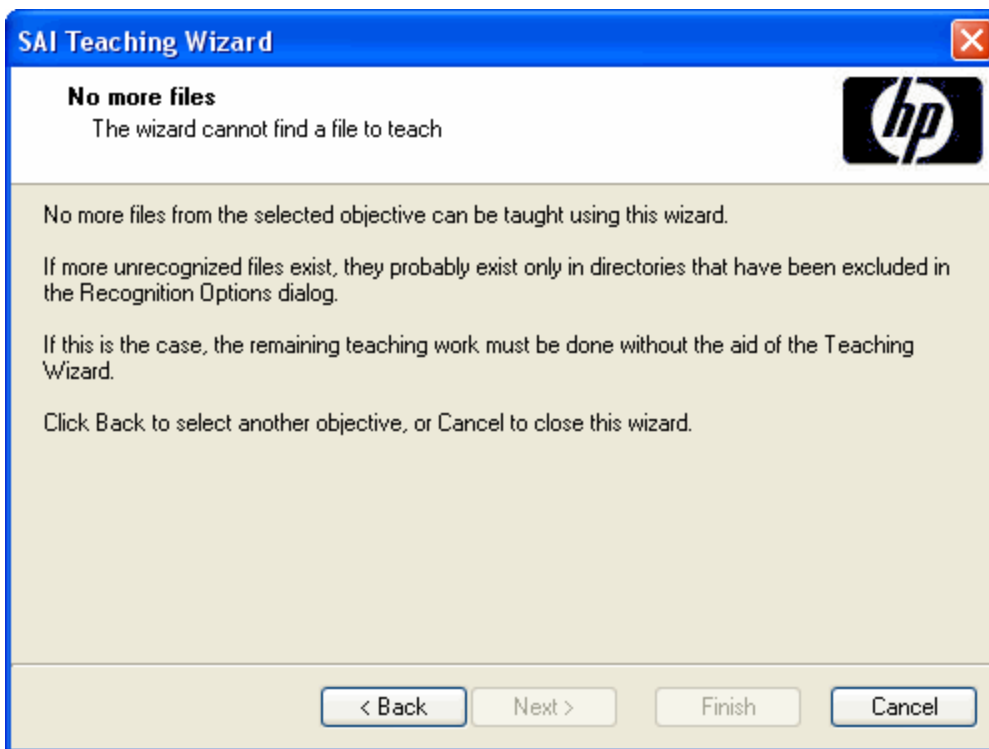 SAI Teaching Wizard
No more files
The wizard cannot find a file to teach
hp
No more files from the selected objective can be taught using this wizard.
If more unrecognized files exist, they probably exist only in directories that have been excluded in
the Recognition Options dialog.
If this is the case, the remaining teaching work must be done without the aid of the Teaching
Wizard.
Click Back to select another objective, or Cancel to close this wizard.
< Back Next > Finish Cancel